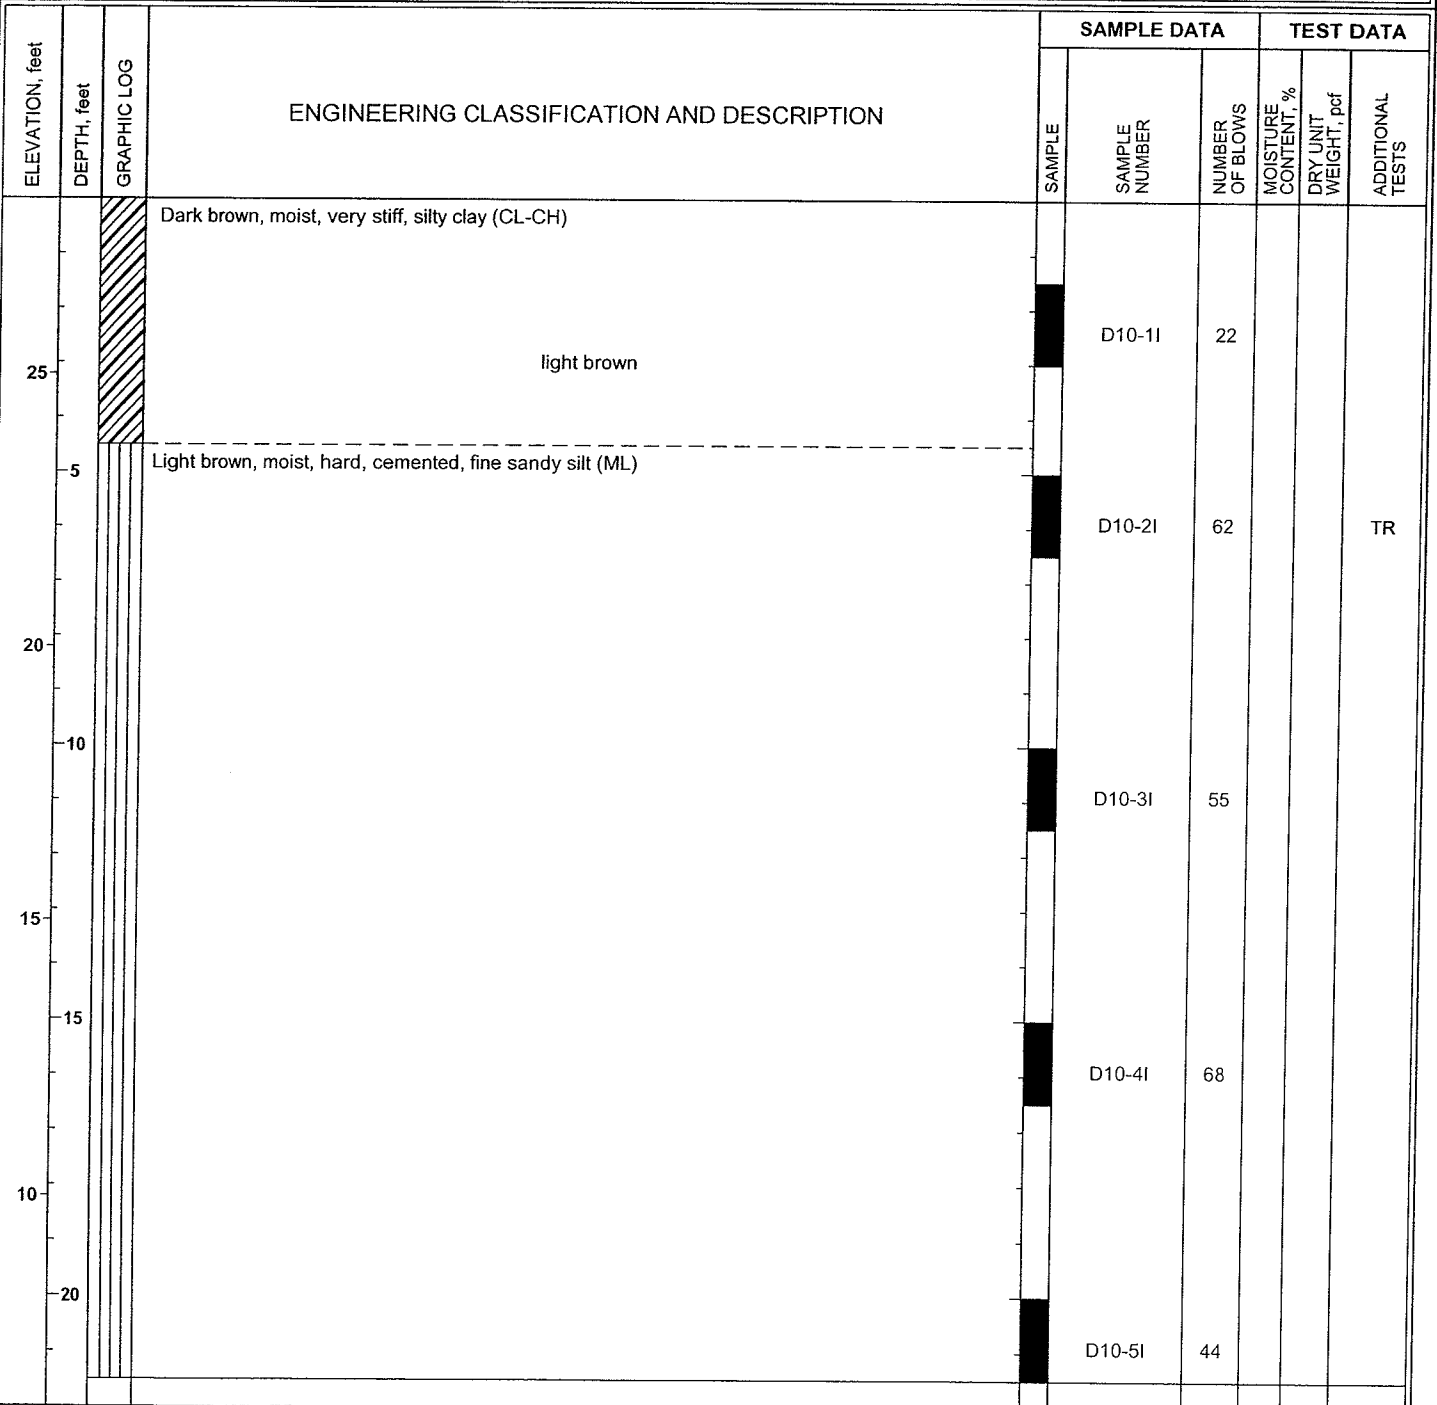 SAMPLE DATA
TEST DATA
ELEVATION, feet
DEPTH, feet
GRAPHIC LOG
ENGINEERING CLASSIFICATION AND DESCRIPTION
SAMPLE
SAMPLE
NUMBER
NUMBER
OF BLOWS
MOISTURE
CONTENT, %
DRY UNIT
WEIGHT, pcf
ADDITIONAL
TESTS
Dark brown, moist, very stiff, silty clay (CL-CH)
D10-1I 22
25
light brown
Light brown, moist, hard, cemented, fine sandy silt (ML)
5
D10-2I 62 TR
20
10
D10-3I 55
15
15
D10-4I 68
10
20
D10-5I 44